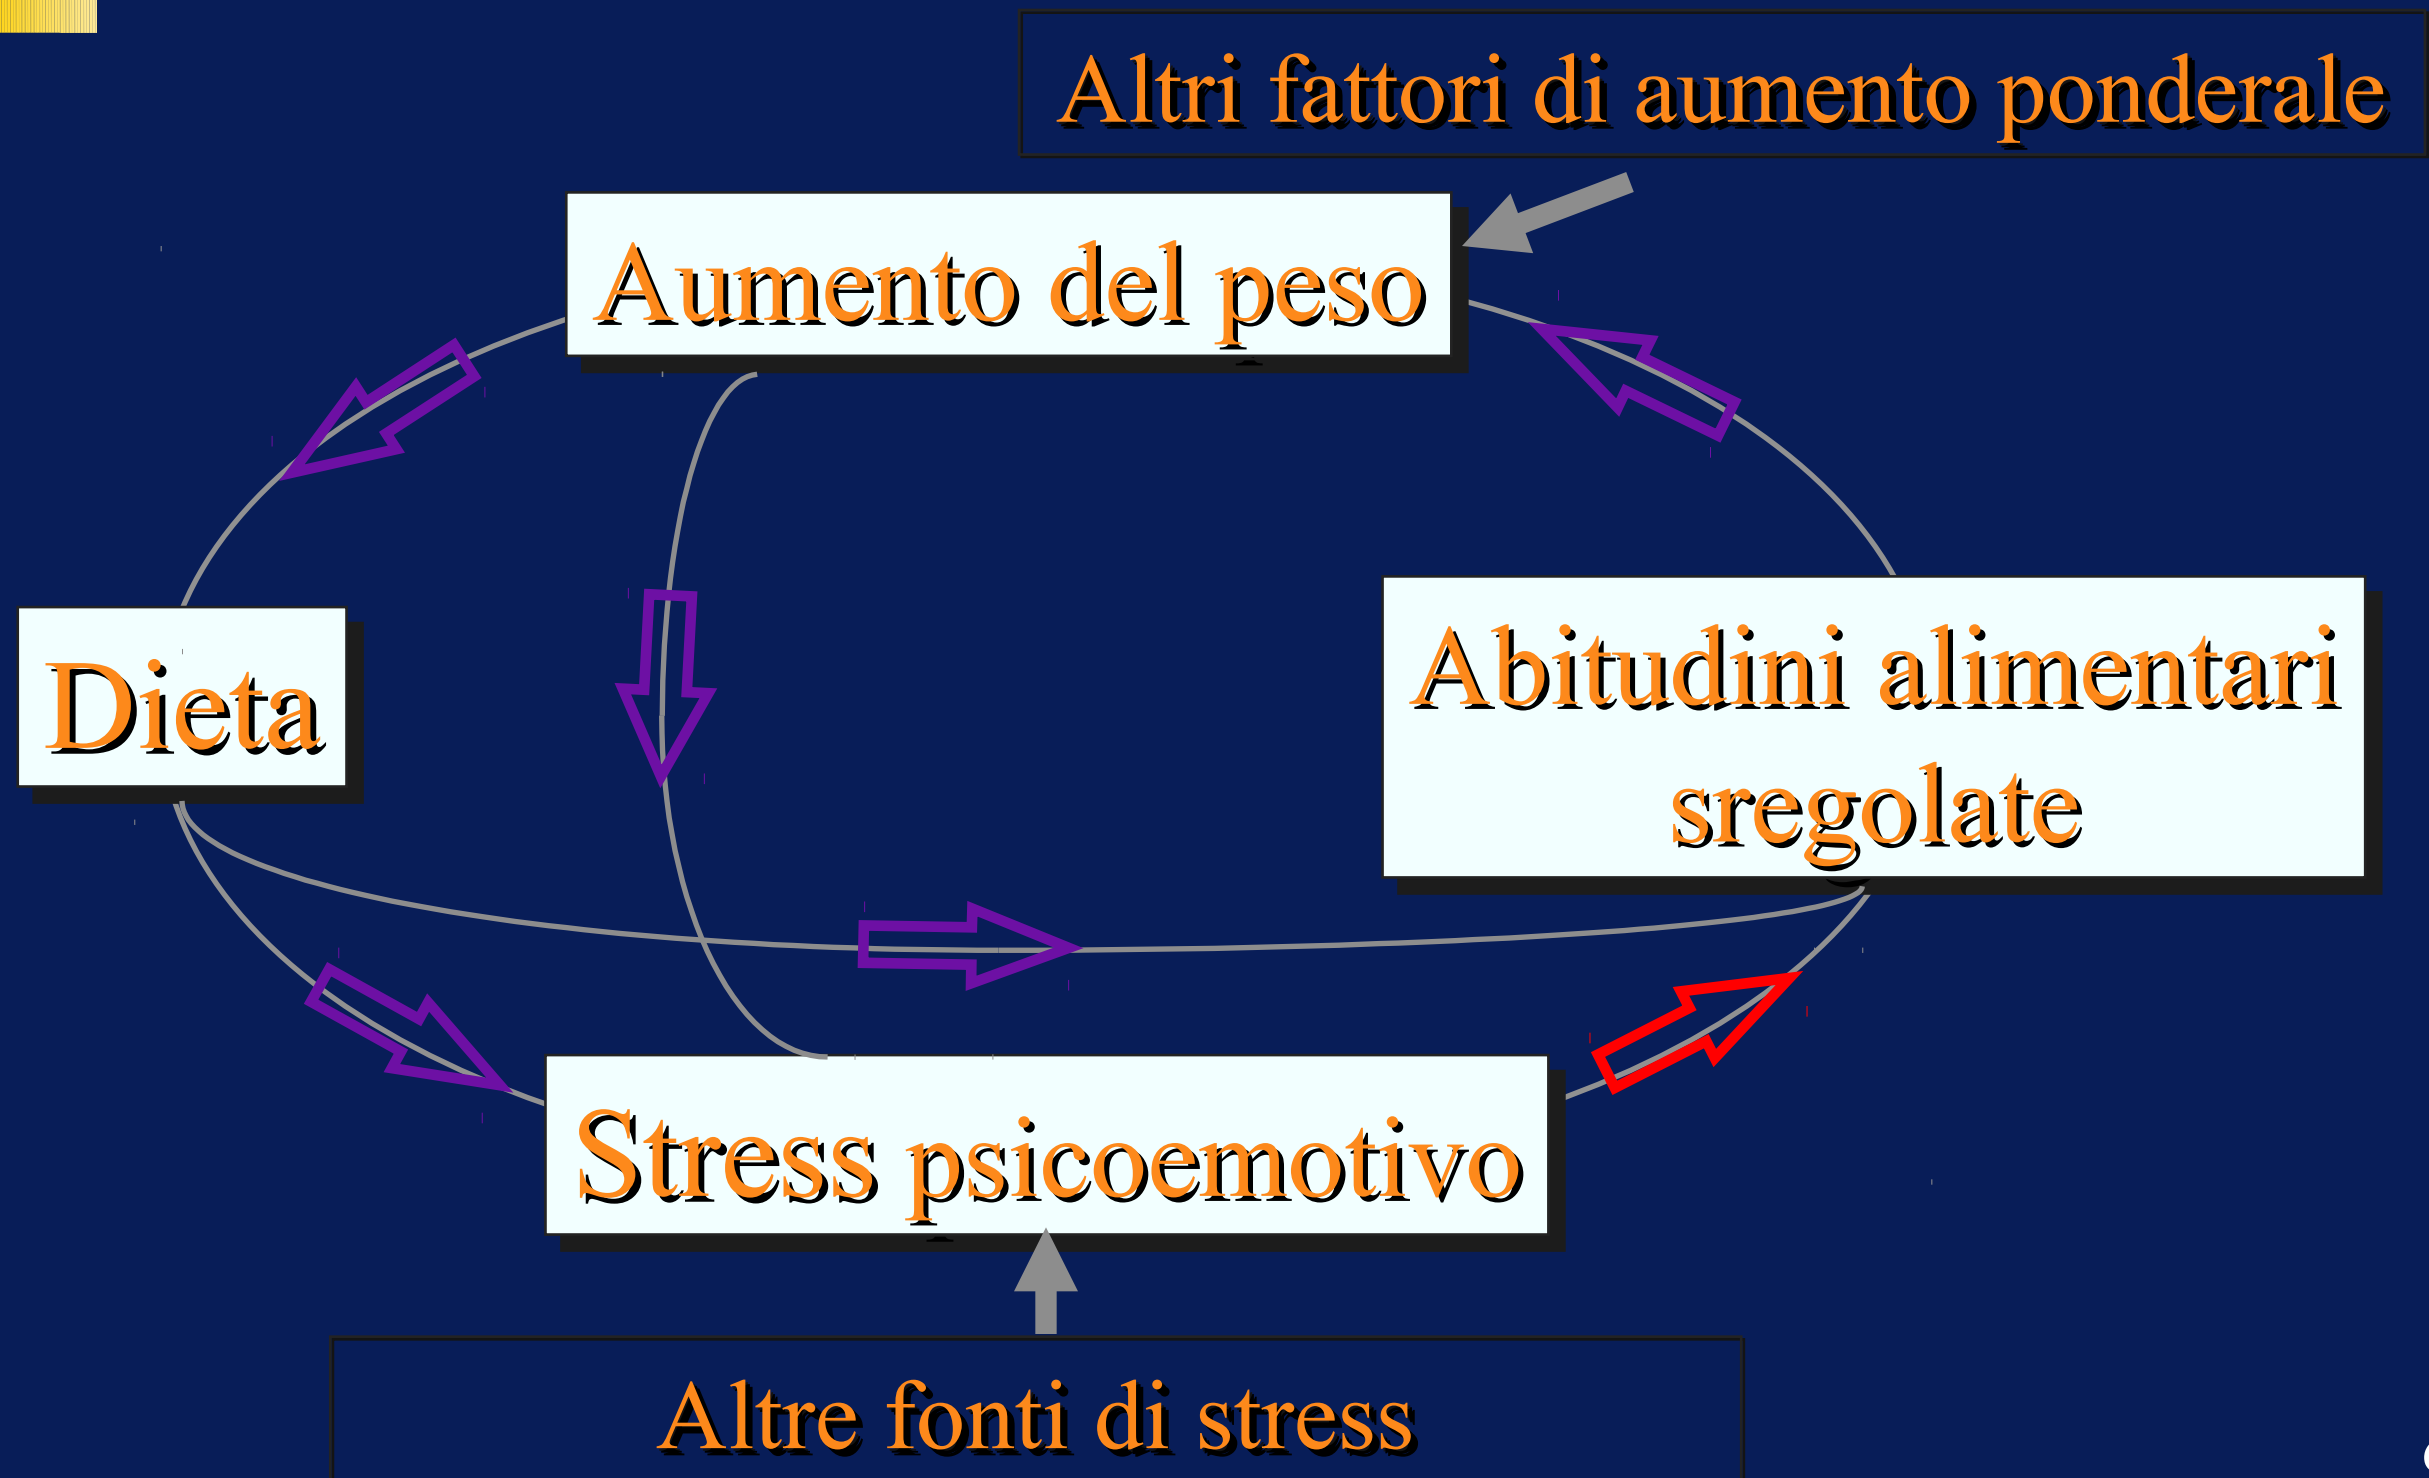 Altri fattori di aumento ponderale
Aumento del peso
Dieta
Abitudini alimentari
sregolate
Stress psicoemotivo
Altre fonti di stress